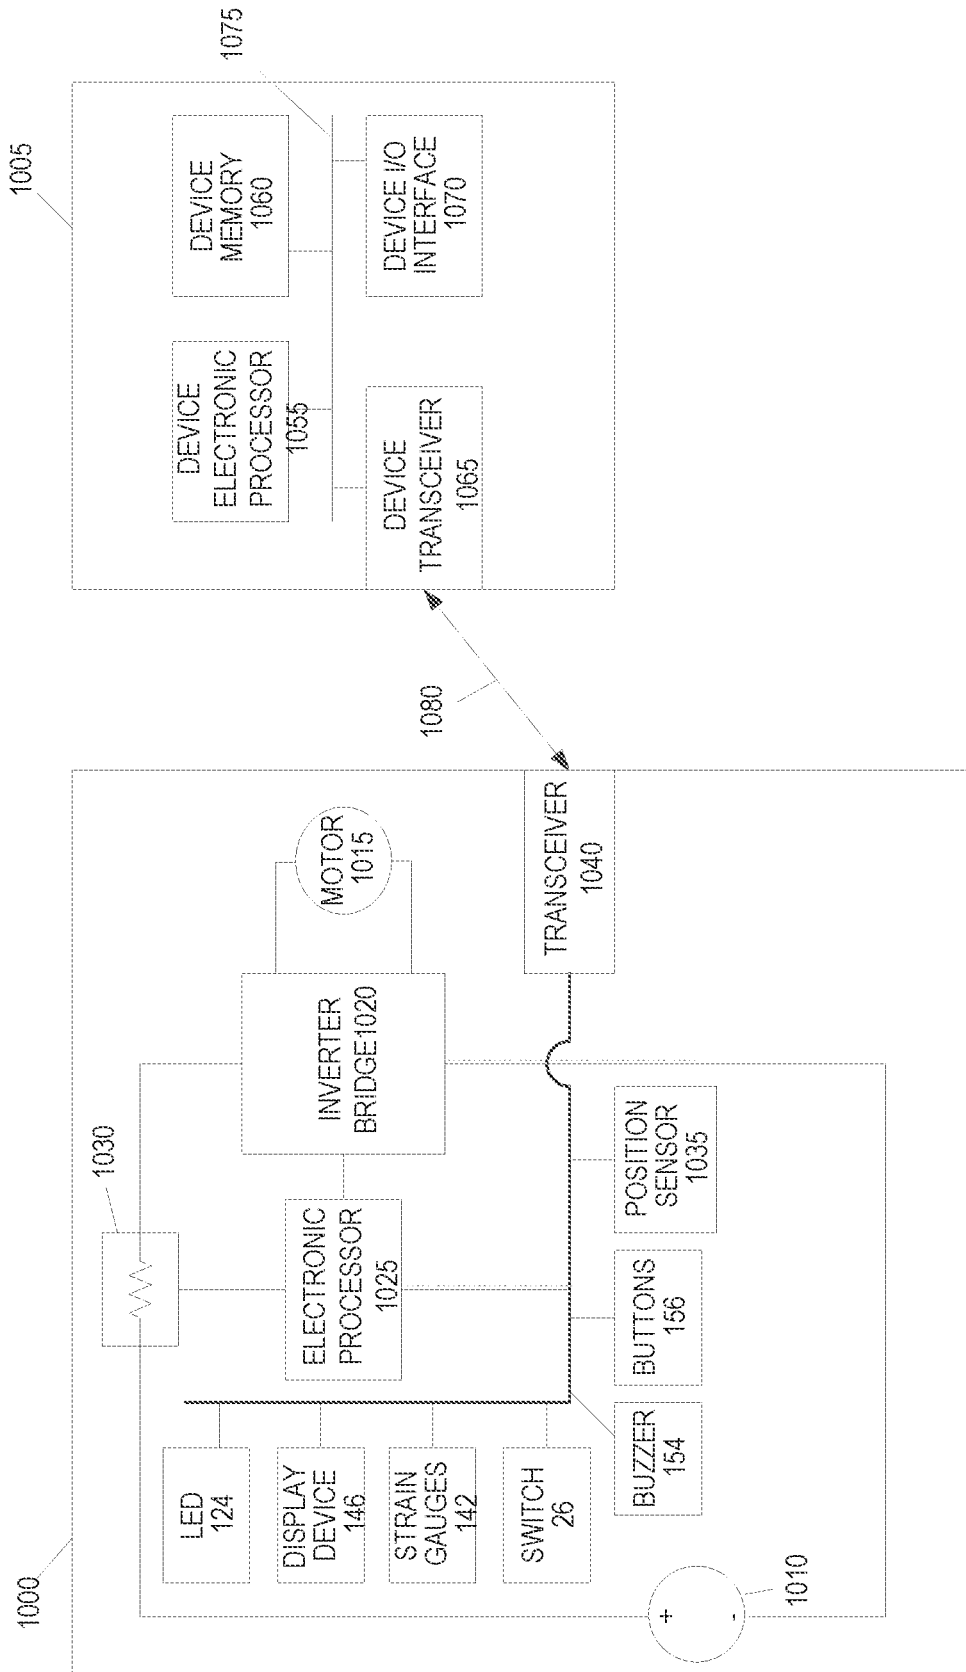 1000
LED
124
DISPLAY
DEVICE
146
STRAIN
GAUGES
142
SWITCH
26
+
-
1010
BUZZER
154
BUTTONS
156
POSITION
SENSOR
1035
1030
ELECTRONIC
PROCESSOR
1025
INVERTER
BRIDGE1020
MOTOR
1015
TRANSCEIVER
1040
1080
1005
DEVICE
ELECTRONIC
PROCESSOR
1055
DEVICE
MEMORY
1060
DEVICE
TRANSCEIVER
1065
DEVICE I/O
INTERFACE
1070
1075